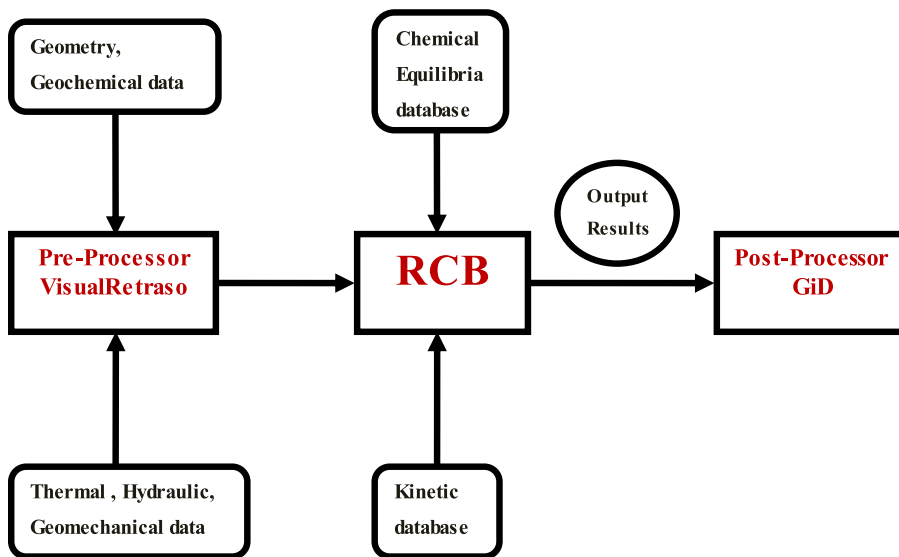 Geometry,
Geochemical data
Chemical
Equilibria
database
Output
Results
Pre-Processor
VisualRetraso
RCB
Post-Processor
GiD
Thermal , Hydraulic,
Geomechanical data
Kinetic
database